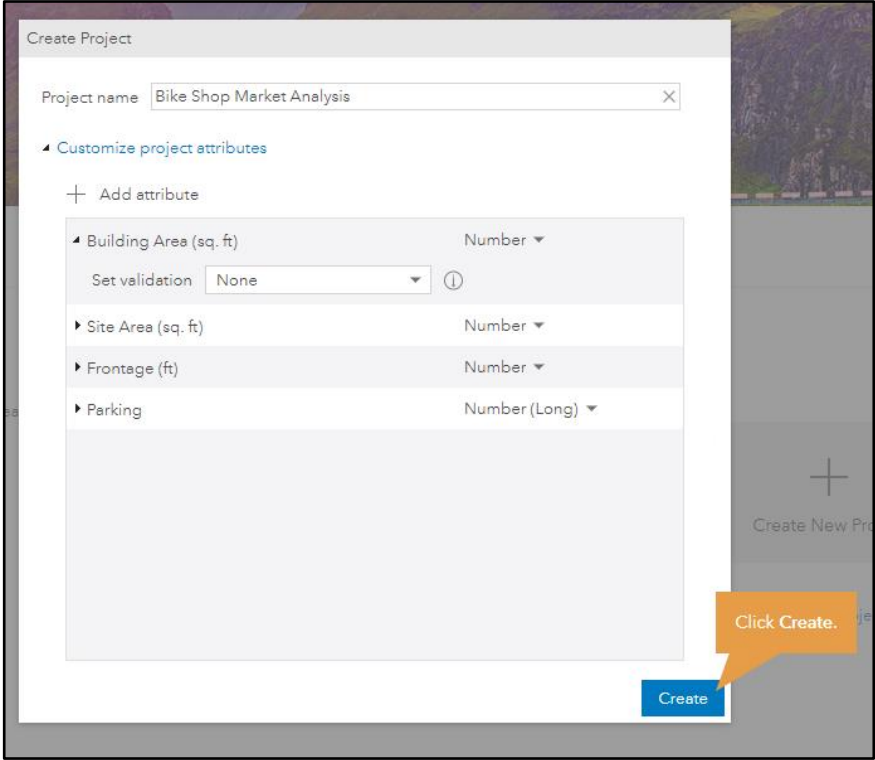 Create Project
Project name Bike Shop Market Analysis
Customize project attributes
Add attribute
Building Area (sq. ft) Number
Set validation None
Site Area (sq. ft) Number
Frontage (ft) Number
Parking Number (Long)
Create New Pro
Click Create.
Create